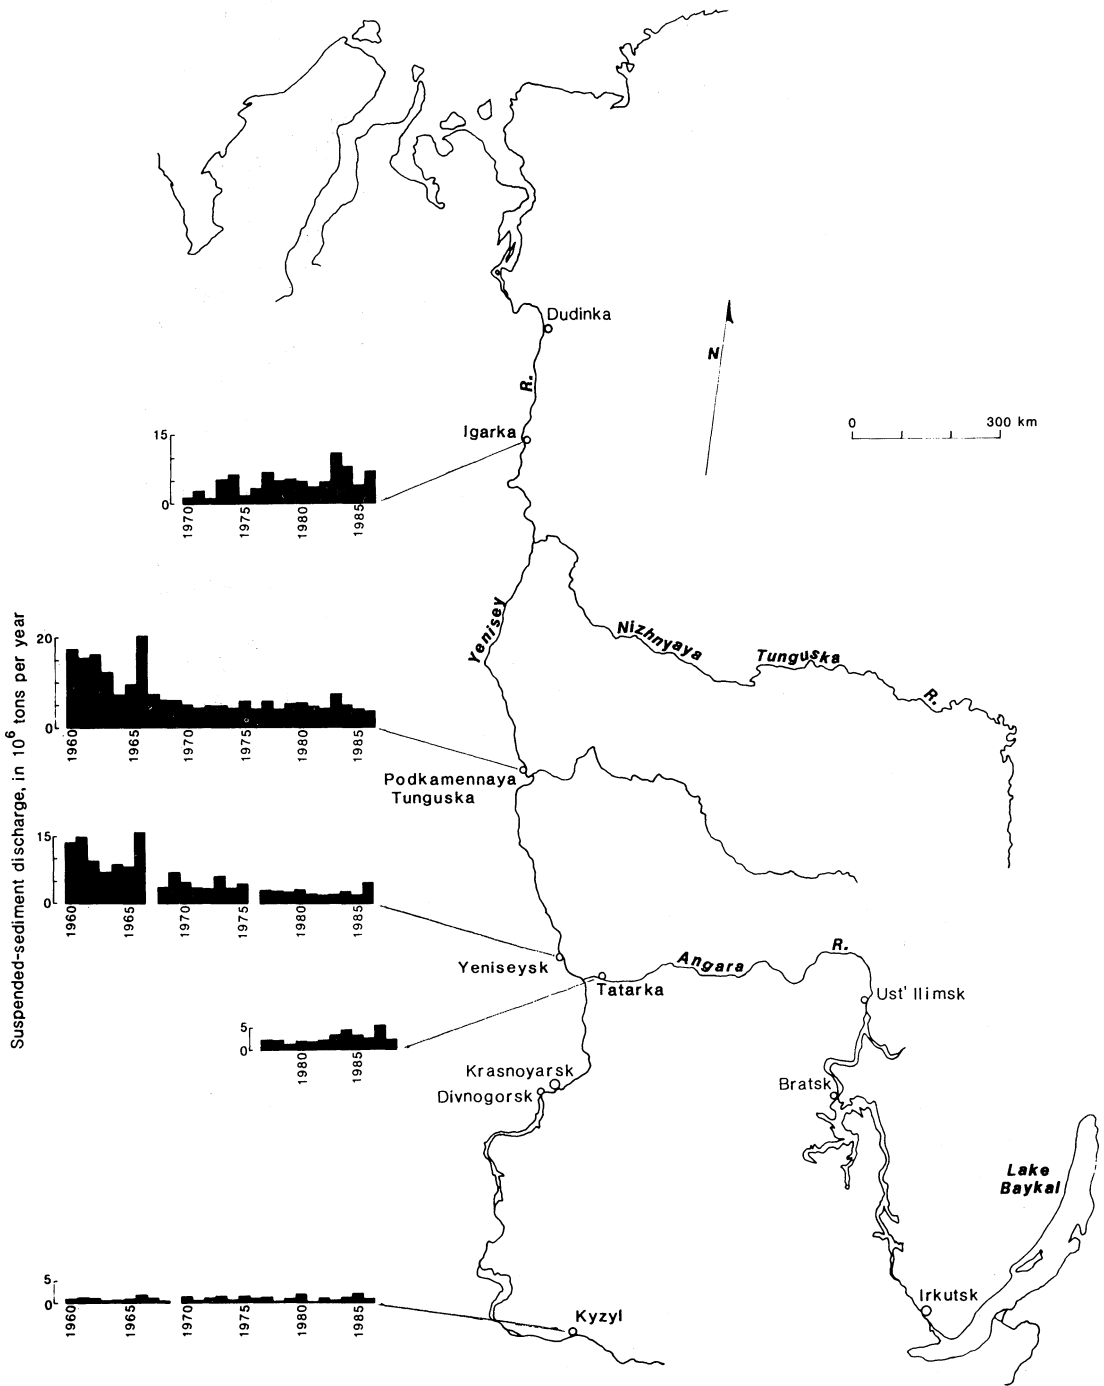 Dudinka
N
R.
0 300 km
Igarka
15
0
1970 1975 1980 1985
Yenisey
Nizhnyaya Tunguska R.
Suspended-sediment discharge, in 10⁶ tons per year
20
0
1960 1965 1970 1975 1980 1985
Podkamennaya
Tunguska
15
0
1960 1965 1970 1975 1980 1985
Yeniseysk
Angara R.
Tatarka
Ust' Ilimsk
5
0
1980 1985
Krasnoyarsk
Divnogorsk
Bratsk
Lake
Baykal
5
0
1960 1965 1970 1975 1980 1985
Irkutsk
Kyzyl